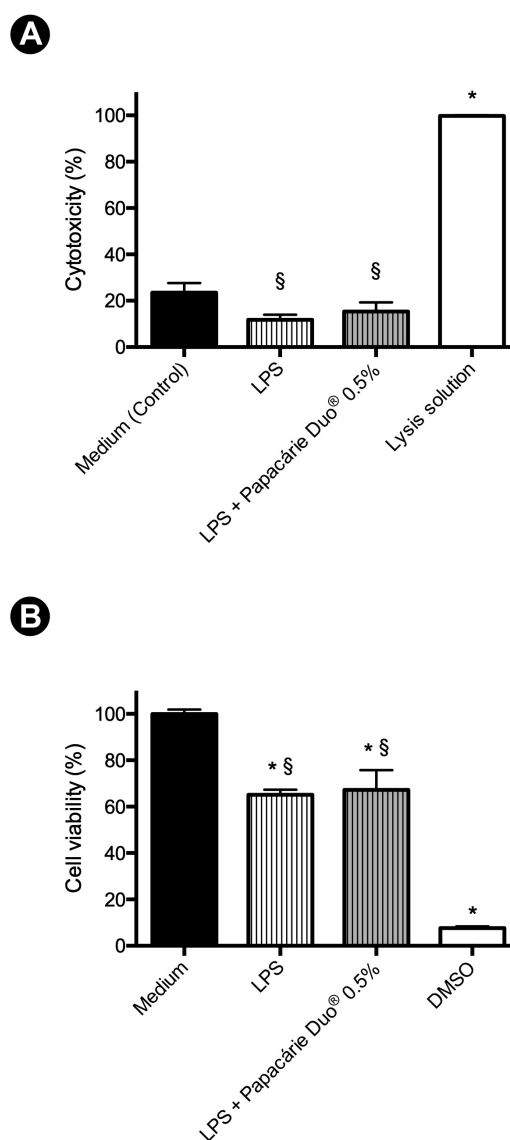 A
Cytotoxicity (%)
100
80
60
40
20
0
*
§
§
Medium (Control)
LPS
LPS + Papacárie Duo® 0.5%
Lysis solution
B
Cell viability (%)
100
80
60
40
20
0
* §
* §
*
Medium
LPS
LPS + Papacárie Duo® 0.5%
DMSO